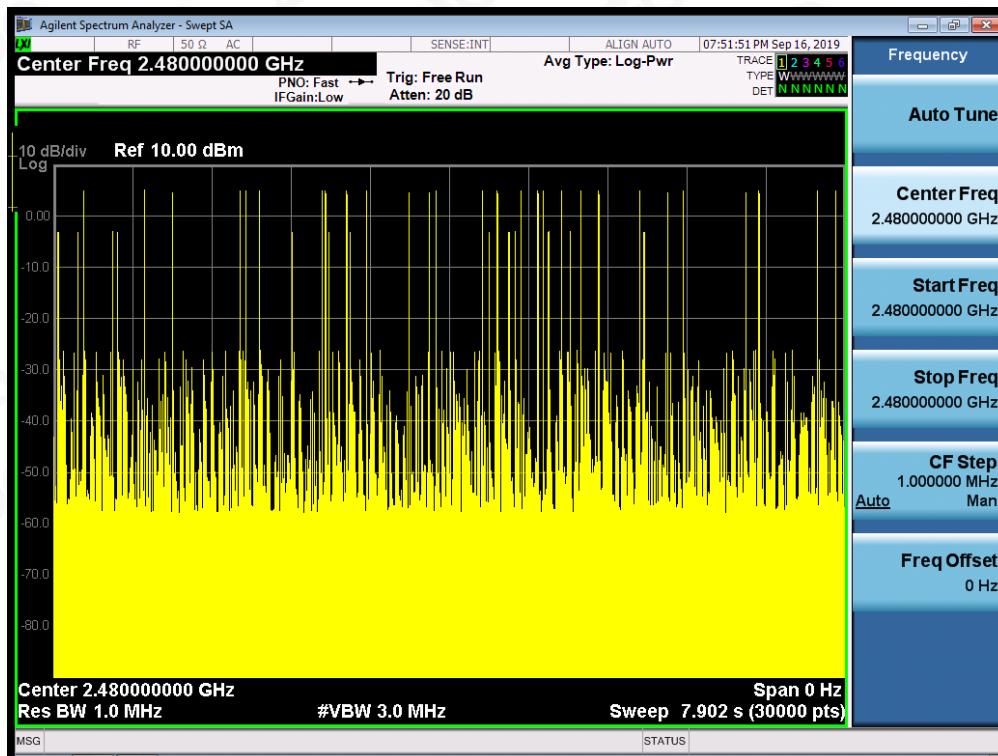 Agilent Spectrum Analyzer - Swept SA
LXI RF 50 Ω AC SENSE:INT ALIGN AUTO 07:51:51 PM Sep 16, 2019
Center Freq 2.480000000 GHz
PNO: Fast
IFGain:Low
Trig: Free Run
Atten: 20 dB
Avg Type: Log-Pwr
TRACE 1 2 3 4 5 6
TYPE WWWWWW
DET N N N N N N
10 dB/div Ref 10.00 dBm
Log
0.00
-10.0
-20.0
-30.0
-40.0
-50.0
-60.0
-70.0
-80.0
Center 2.480000000 GHz Span 0 Hz
Res BW 1.0 MHz #VBW 3.0 MHz Sweep 7.902 s (30000 pts)
MSG STATUS
Frequency
Auto Tune
Center Freq
2.480000000 GHz
Start Freq
2.480000000 GHz
Stop Freq
2.480000000 GHz
CF Step
1.000000 MHz
Auto Man
Freq Offset
0 Hz